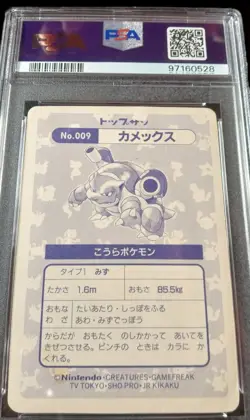 PSA
97160528
トップサン
No.009 カメックス
こうらポケモン
タイプ1 みず
たかさ 1.6m おもさ 85.5kg
おもな たいあたり・しっぽをふる
わざ あわ・みずでっぽう
からだが おもたく のしかかって あいてを
きぜつさせる。ピンチの ときは カラに か
くれる。
©Nintendo・CREATURES・GAMEFREAK
TV TOKYO・SHO PRO・JR KIKAKU